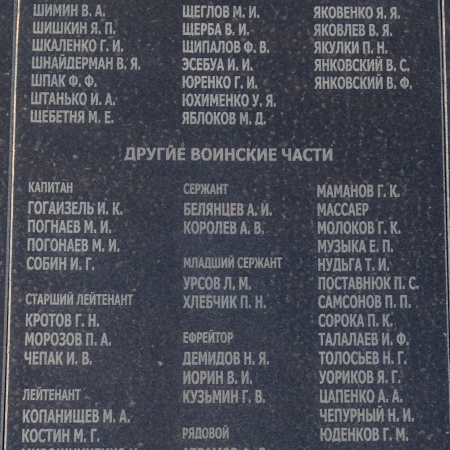 ШИМИН В. А.
ШИШКИН Я. П.
ШКАЛЕНКО Г. И.
ШНАЙДЕРМАН В. Я.
ШПАК Ф. Ф.
ШТАНЬКО И. А.
ЩЕБЕТНЯ М. Е.
ЩЕГЛОВ М. И.
ЩЕРБА В. И.
ЩИПАЛОВ Ф. В.
ЭСЕБУА И. И.
ЮРЕНКО Г. И.
ЮХИМЕНКО У. Я.
ЯБЛОКОВ М. Д.
ЯКОВЕНКО Я. Я.
ЯКОВЛЕВ В. Я.
ЯКУЛКИ П. Н.
ЯНКОВСКИЙ В. С.
ЯНКОВСКИЙ В. Ф.
ДРУГИЕ ВОИНСКИЕ ЧАСТИ
КАПИТАН
ГОГАИЗЕЛЬ И. К.
ПОГНАЕВ М. И.
ПОГОНАЕВ М. И.
СОБИН И. Г.
СТАРШИЙ ЛЕЙТЕНАНТ
КРОТОВ Г. Н.
МОРОЗОВ П. А.
ЧЕПАК И. В.
ЛЕЙТЕНАНТ
КОПАНИЩЕВ М. А.
КОСТИН М. Г.
СЕРЖАНТ
БЕЛЯНЦЕВ А. И.
КОРОЛЕВ А. В.
МЛАДШИЙ СЕРЖАНТ
УРСОВ Л. М.
ХЛЕБЧИК П. Н.
ЕФРЕЙТОР
ДЕМИДОВ Н. Я.
ИОРИН В. И.
КУЗЬМИН Г. В.
РЯДОВОЙ
МАМАНОВ Г. К.
МАССАЕР
МОЛОКОВ Г. К.
МУЗЫКА Е. П.
НУДЬГА Т. И.
ПОСТАВНЮК П. С.
САМСОНОВ П. П.
СОРОКА П. К.
ТАЛАЛАЕВ И. Ф.
ТОЛОСЬЕВ Н. Г.
УОРИКОВ Я. Г.
ЦАПЕНКО А. А.
ЧЕПУРНЫЙ Н. И.
ЮДЕНКОВ Г. М.